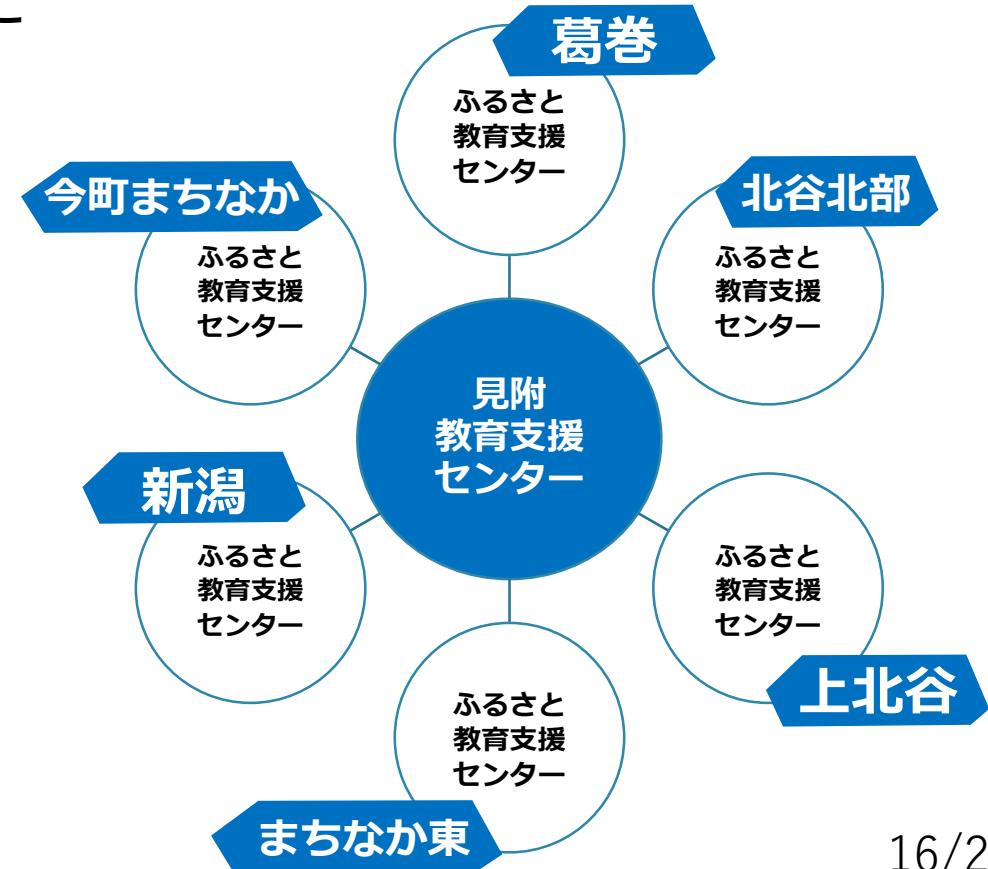 ー
葛巻
ふるさと
教育支援
センター
今町まちなか
ふるさと
教育支援
センター
北谷北部
ふるさと
教育支援
センター
見附
教育支援
センター
新潟
ふるさと
教育支援
センター
ふるさと
教育支援
センター
上北谷
ふるさと
教育支援
センター
まちなか東
16/2